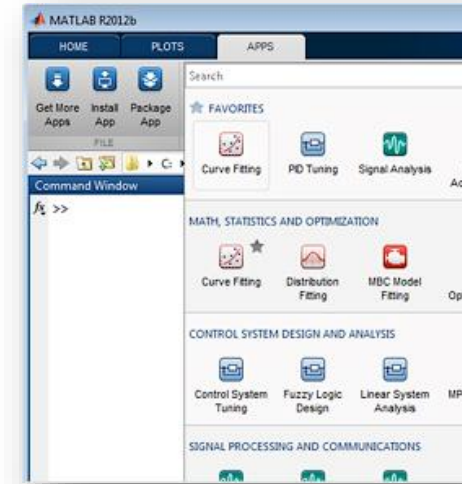 MATLAB R2012b
HOME PLOTS APPS
Get More Apps
Install App
Package App
FILE
Search
FAVORITES
Curve Fitting
PID Tuning
Signal Analysis
Command Window
fx >>
MATH, STATISTICS AND OPTIMIZATION
Curve Fitting
Distribution Fitting
MBC Model Fitting
CONTROL SYSTEM DESIGN AND ANALYSIS
Control System Tuning
Fuzzy Logic Design
Linear System Analysis
SIGNAL PROCESSING AND COMMUNICATIONS